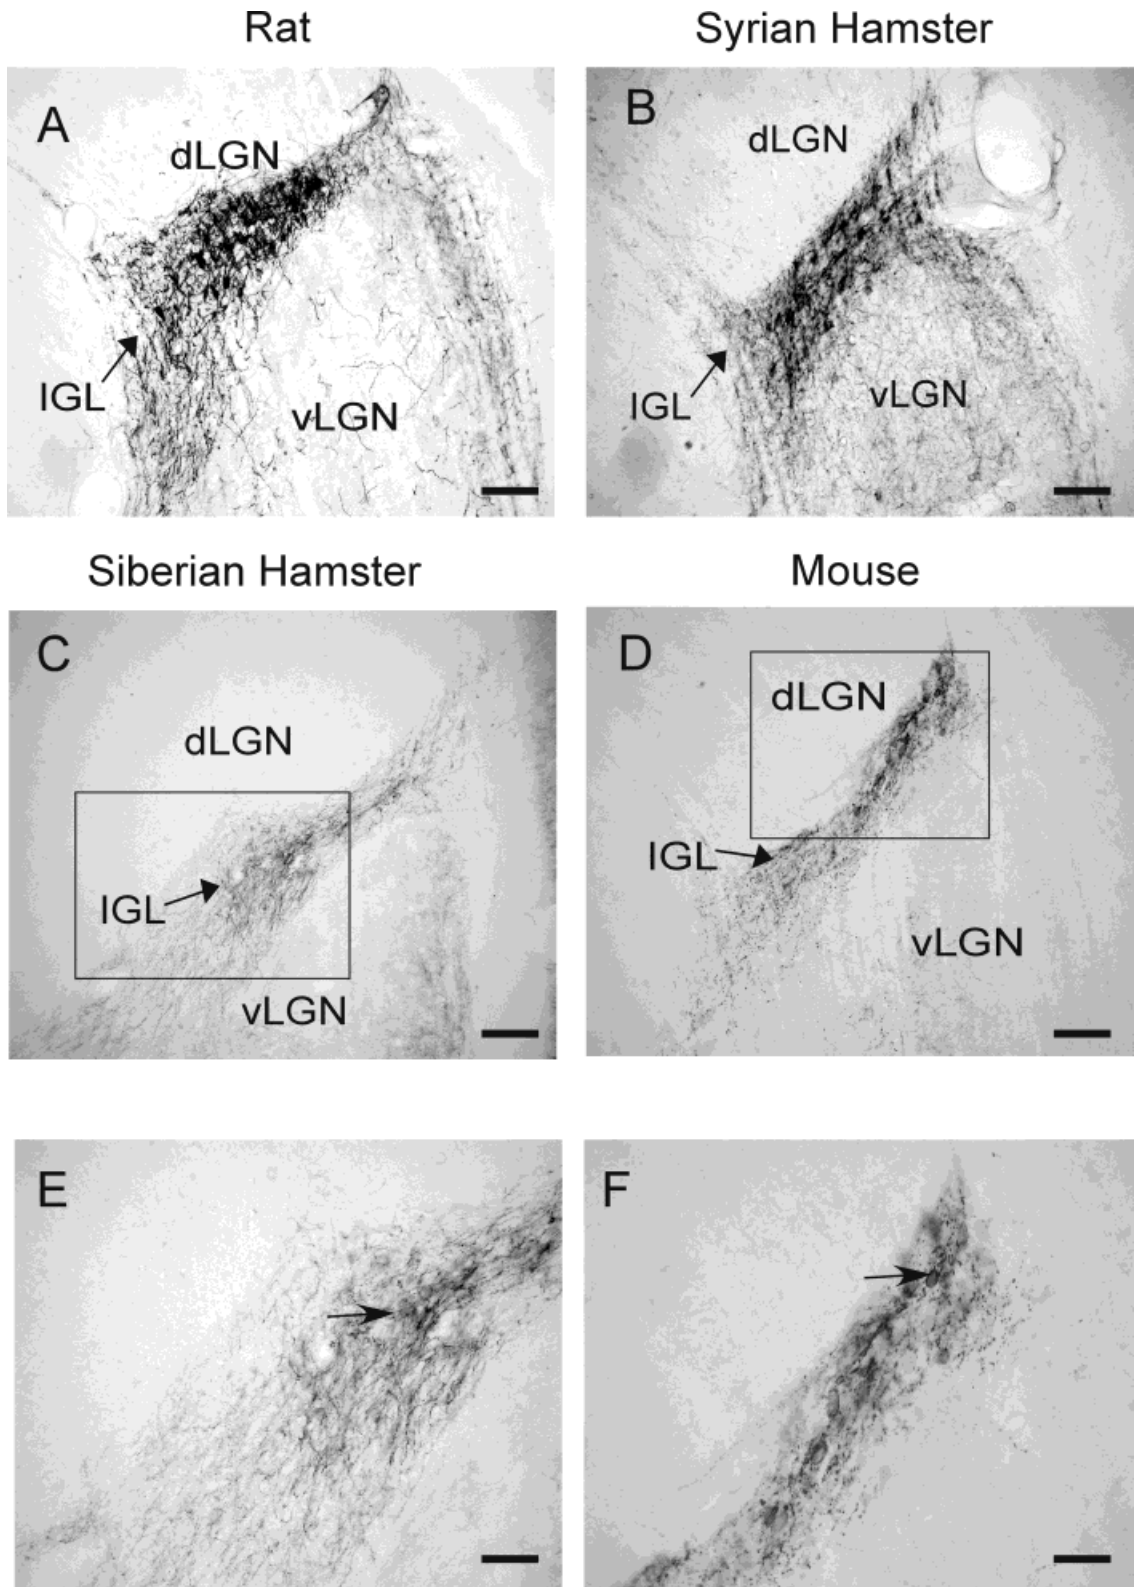 Rat
Syrian Hamster
A
dLGN
IGL
vLGN
B
dLGN
IGL
vLGN
Siberian Hamster
Mouse
C
dLGN
IGL
vLGN
D
dLGN
IGL
vLGN
E
F